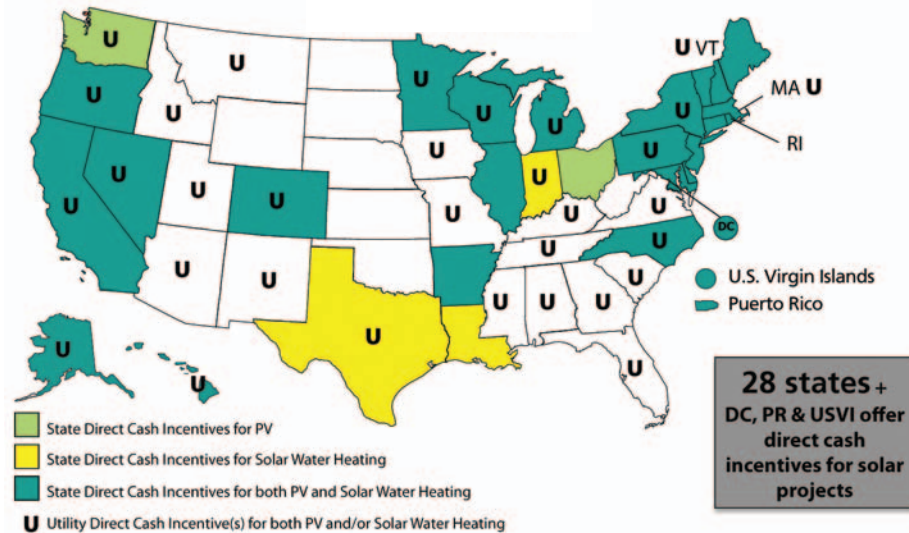 U
U VT
U
U
U
MA U
U
U
U
U
U
U
RI
U
U
U
U
U
U
U
U
U
U
U
DC
U
U
U
U
U.S. Virgin Islands
U
U
U
U
Puerto Rico
U
U
U
U
28 states +
DC, PR & USVI offer
direct cash
incentives for solar
projects
State Direct Cash Incentives for PV
State Direct Cash Incentives for Solar Water Heating
State Direct Cash Incentives for both PV and Solar Water Heating
U Utility Direct Cash Incentive(s) for both PV and/or Solar Water Heating